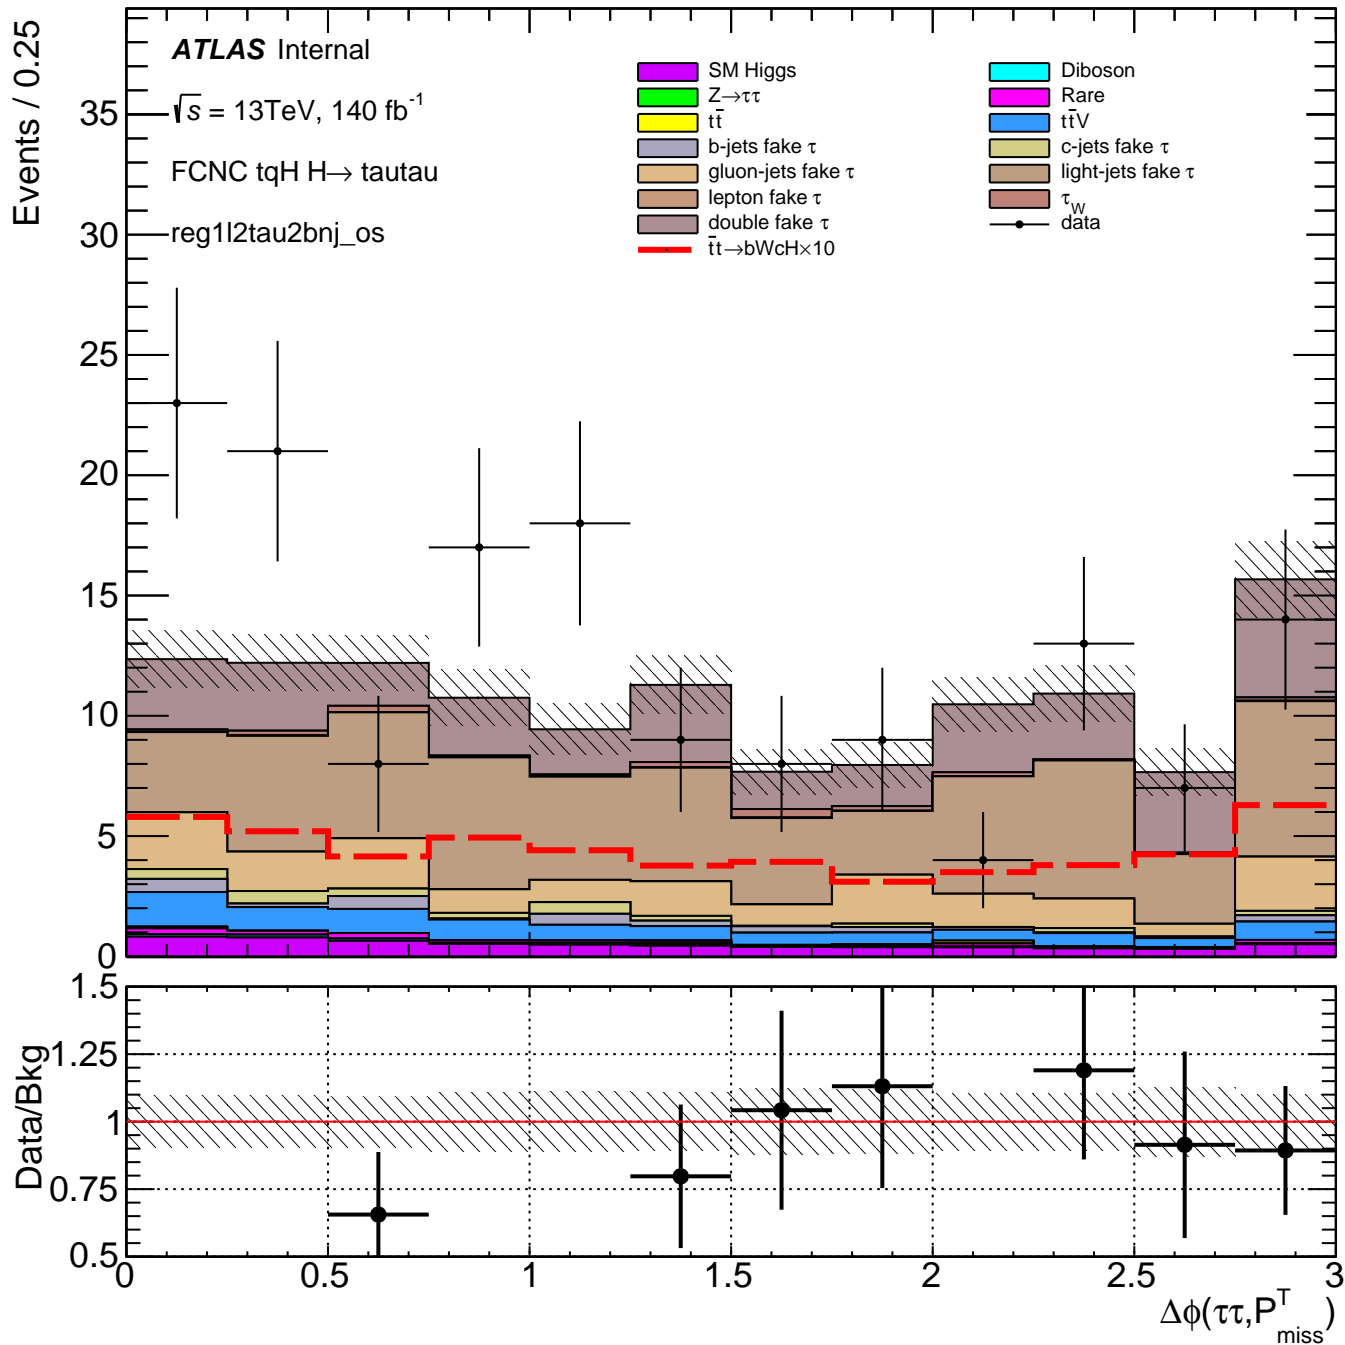 Events / 0.25
ATLAS Internal
√s = 13TeV, 140 fb⁻¹
FCNC tqH H→ tautau
reg1l2tau2bnj_os
SM Higgs
Z→ττ
tt̄
b-jets fake τ
gluon-jets fake τ
lepton fake τ
double fake τ
t̄t→bWcH×10
Diboson
Rare
tt̄V
c-jets fake τ
light-jets fake τ
τ_W
data
35
30
25
20
15
10
5
0
Data/Bkg
1.5
1.25
1
0.75
0.5
0 0.5 1 1.5 2 2.5 3
Δϕ(ττ,P^T_miss)